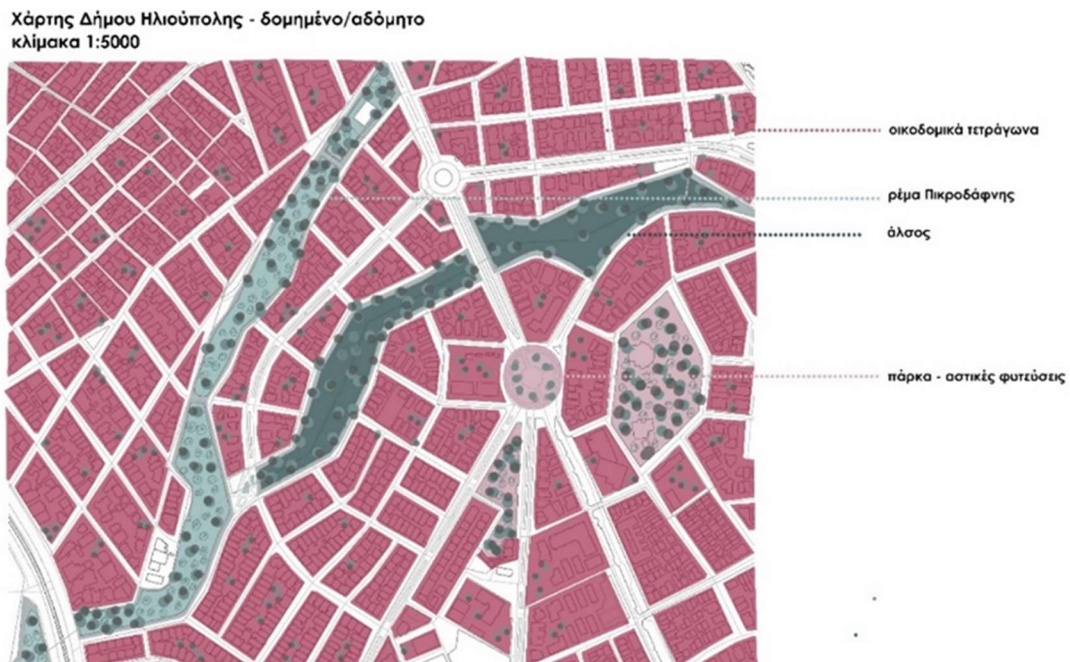 Χάρτης Δήμου Ηλιούπολης - δομημένο/αδόμητο
κλίμακα 1:5000
οικοδομικά τετράγωνα
ρέμα Πικροδάφνης
άλσος
πάρκα - αστικές φυτεύσεις